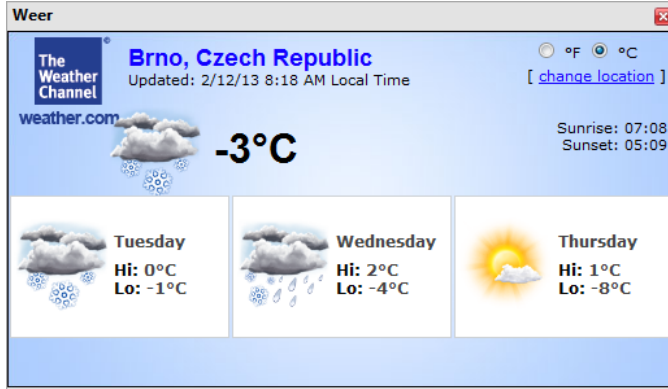 Weer
The
Weather
Channel
weather.com
Brno, Czech Republic
Updated: 2/12/13 8:18 AM Local Time
°F °C
[ change location ]
-3°C
Sunrise: 07:08
Sunset: 05:09
Tuesday
Hi: 0°C
Lo: -1°C
Wednesday
Hi: 2°C
Lo: -4°C
Thursday
Hi: 1°C
Lo: -8°C